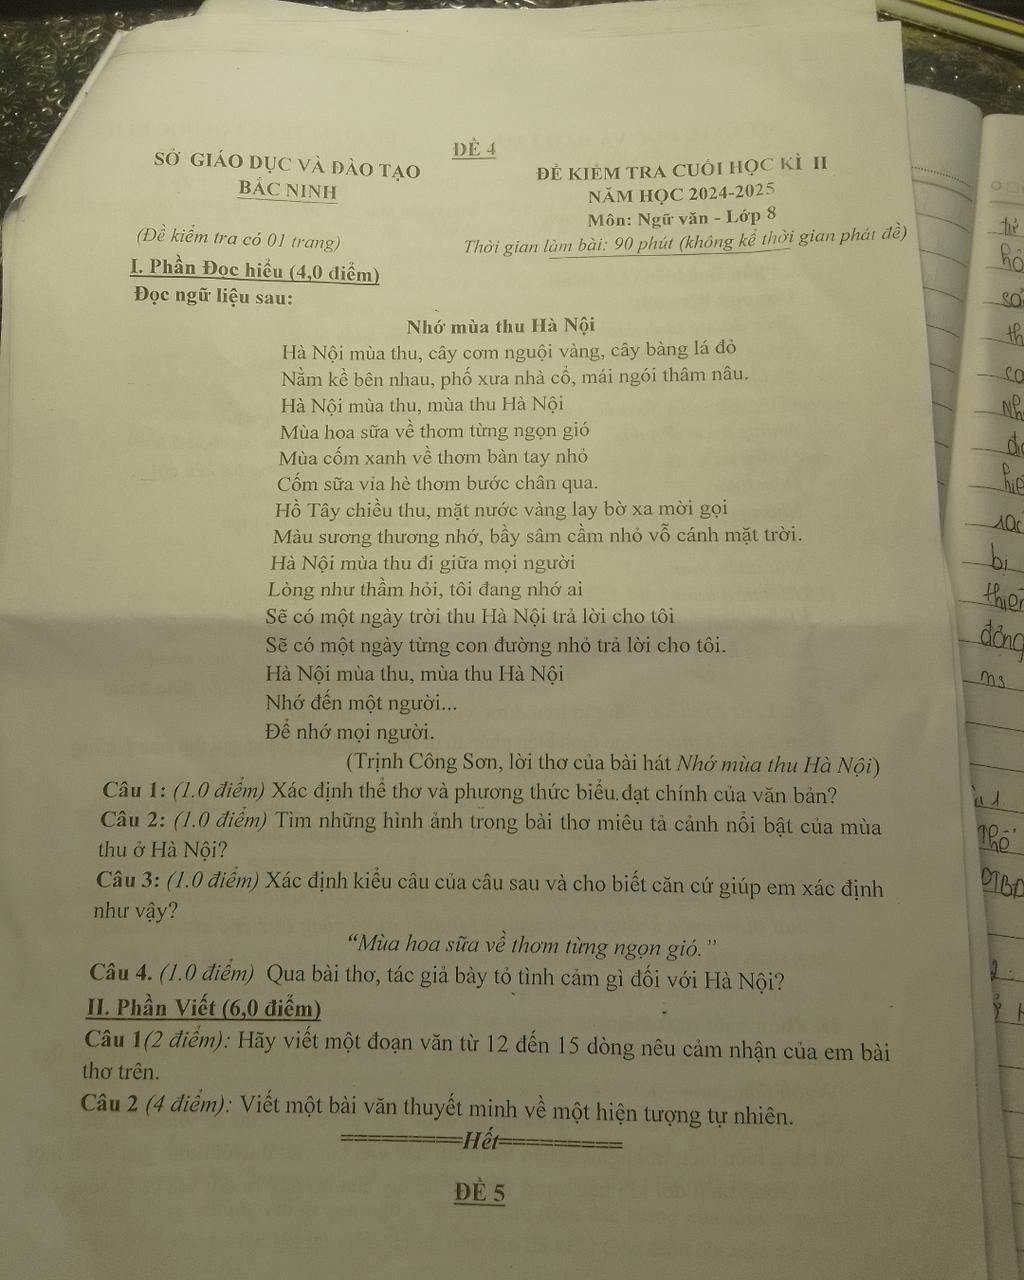 ĐỀ 4
SỞ GIÁO DỤC VÀ ĐÀO TẠO
BẮC NINH
ĐỀ KIỂM TRA CUỐI HỌC KÌ II
NĂM HỌC 2024-2025
Môn: Ngữ văn - Lớp 8
(Đề kiểm tra có 01 trang)
Thời gian làm bài: 90 phút (không kể thời gian phát đề)
I. Phần Đọc hiểu (4,0 điểm)
Đọc ngữ liệu sau:
Nhớ mùa thu Hà Nội
Hà Nội mùa thu, cây cơm nguội vàng, cây bàng lá đỏ
Nằm kề bên nhau, phố xưa nhà cổ, mái ngói thâm nâu.
Hà Nội mùa thu, mùa thu Hà Nội
Mùa hoa sữa về thơm từng ngọn gió
Mùa cốm xanh về thơm bàn tay nhỏ
Cốm sữa vỉa hè thơm bước chân qua.
Hồ Tây chiều thu, mặt nước vàng lay bờ xa mời gọi
Màu sương thương nhớ, bầy sâm cầm nhỏ vỗ cánh mặt trời.
Hà Nội mùa thu đi giữa mọi người
Lòng như thầm hỏi, tôi đang nhớ ai
Sẽ có một ngày trời thu Hà Nội trả lời cho tôi
Sẽ có một ngày từng con đường nhỏ trả lời cho tôi.
Hà Nội mùa thu, mùa thu Hà Nội
Nhớ đến một người...
Để nhớ mọi người.
(Trịnh Công Sơn, lời thơ của bài hát Nhớ mùa thu Hà Nội)
Câu 1: (1.0 điểm) Xác định thể thơ và phương thức biểu đạt chính của văn bản?
Câu 2: (1.0 điểm) Tìm những hình ảnh trong bài thơ miêu tả cảnh nổi bật của mùa
thu ở Hà Nội?
Câu 3: (1.0 điểm) Xác định kiểu câu của câu sau và cho biết căn cứ giúp em xác định
như vậy?
“Mùa hoa sữa về thơm từng ngọn gió.”
Câu 4. (1.0 điểm) Qua bài thơ, tác giả bày tỏ tình cảm gì đối với Hà Nội?
II. Phần Viết (6,0 điểm)
Câu 1(2 điểm): Hãy viết một đoạn văn từ 12 đến 15 dòng nêu cảm nhận của em bài
thơ trên.
Câu 2 (4 điểm): Viết một bài văn thuyết minh về một hiện tượng tự nhiên.
==========Hết==========
ĐỀ 5
bị
đồng